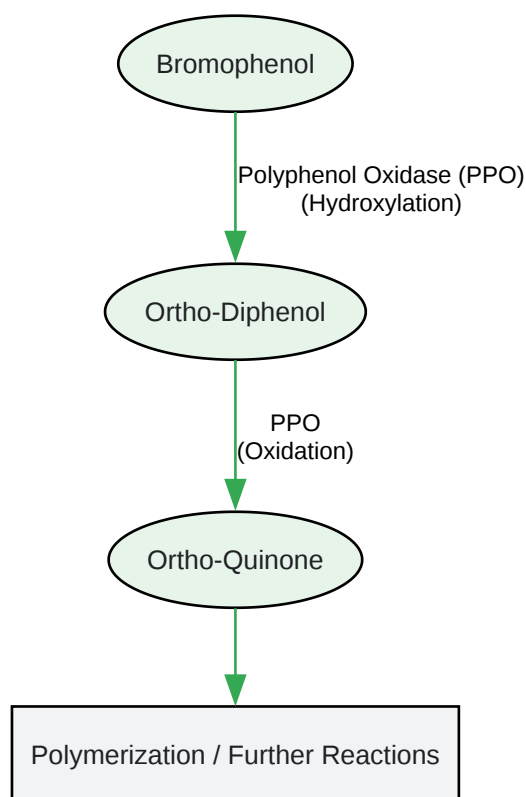 Bromophenol
Polyphenol Oxidase (PPO)
(Hydroxylation)
Ortho-Diphenol
PPO
(Oxidation)
Ortho-Quinone
Polymerization / Further Reactions